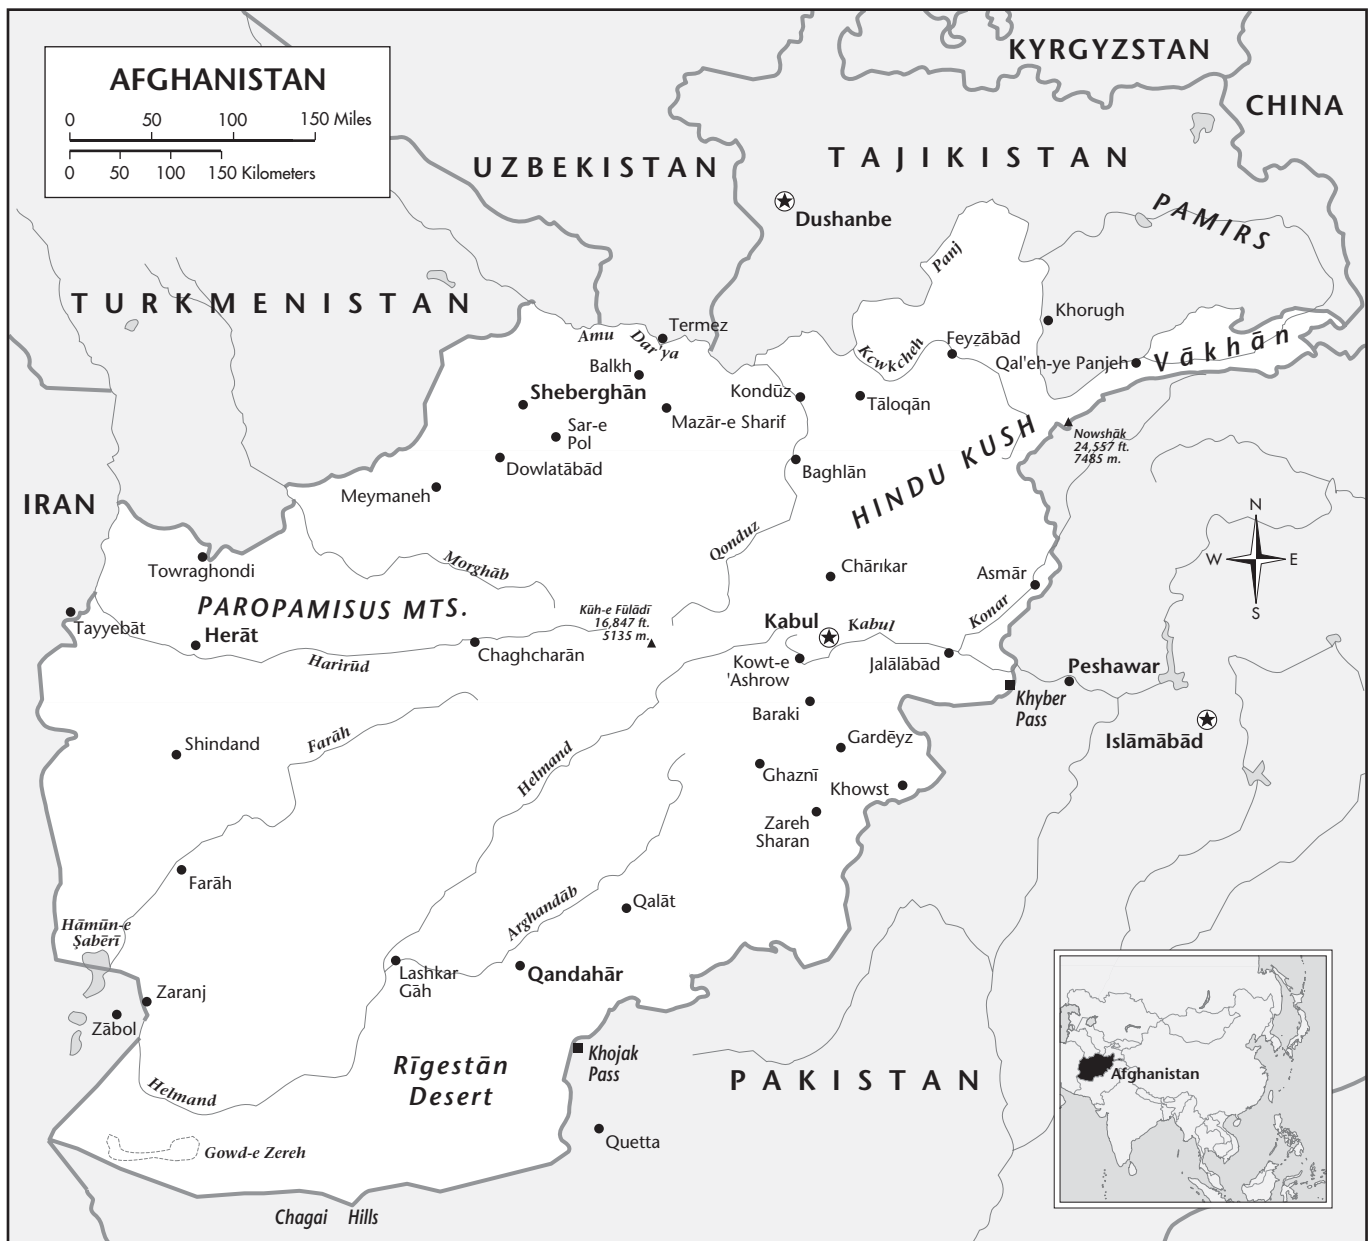 AFGHANISTAN
0 50 100 150 Miles
0 50 100 150 Kilometers
KYRGYZSTAN
CHINA
UZBEKISTAN
TAJIKISTAN
Dushanbe
PAMIRS
Panj
TURKMENISTAN
Khorugh
Termez
Amu Dar'ya
Feyẕābād
Kcwkcheh
Vākhān
Qal'eh-ye Panjeh
Balkh
Sheberghān
Kondūz
Tāloqān
Mazār-e Sharif
Sar-e
Pol
Nowshāk
24,557 ft.
7485 m.
HINDU KUSH
Dowlatābād
Baghlān
Meymaneh
IRAN
N
W E
S
Qonduz
Morghāb
Towraghondi
Chārıkar
Asmār
PAROPAMISUS MTS.
Kūh-e Fūlādī
16,847 ft.
5135 m.
Konar
Tayyebāt
Herāt
Kabul
Kabul
Harirūd
Chaghcharān
Kowt-e
'Ashrow
Jalālābād
Peshawar
Khyber
Pass
Baraki
Islāmābād
Shindand
Farāh
Gardēyz
Helmand
Ghaznī
Khowst
Zareh
Sharan
Farāh
Arghandāb
Qalāt
Hāmūn-e
Şabērī
Lashkar
Gāh
Qandahār
Zaranj
Zābol
Khojak
Pass
Rīgestān
Desert
PAKISTAN
Afghanistan
Helmand
Quetta
Gowd-e Zereh
Chagai Hills